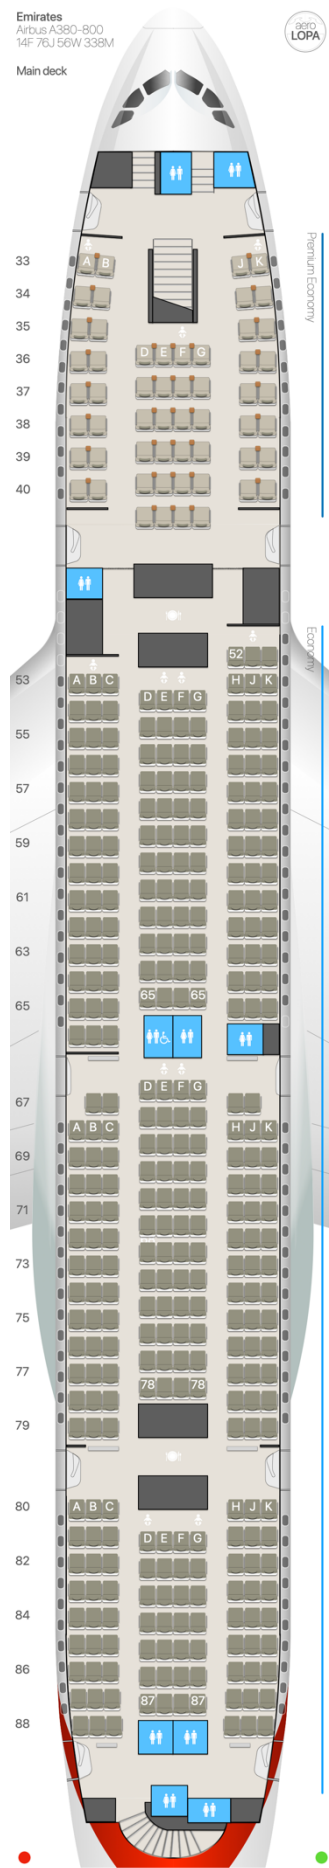 Emirates
Airbus A380-800
14F 76J 56W 338M
Main deck
aero
LOPA
Premium Economy
33 A B J K
34
35
36 D E F G
37
38
39
40
Economy
52
53 A B C D E F G H J K
55
57
59
61
63
65 65 65
D E F G
67
A B C H J K
69
71
73
75
77
78 78
79
80 A B C H J K
D E F G
82
84
86
87 87
88